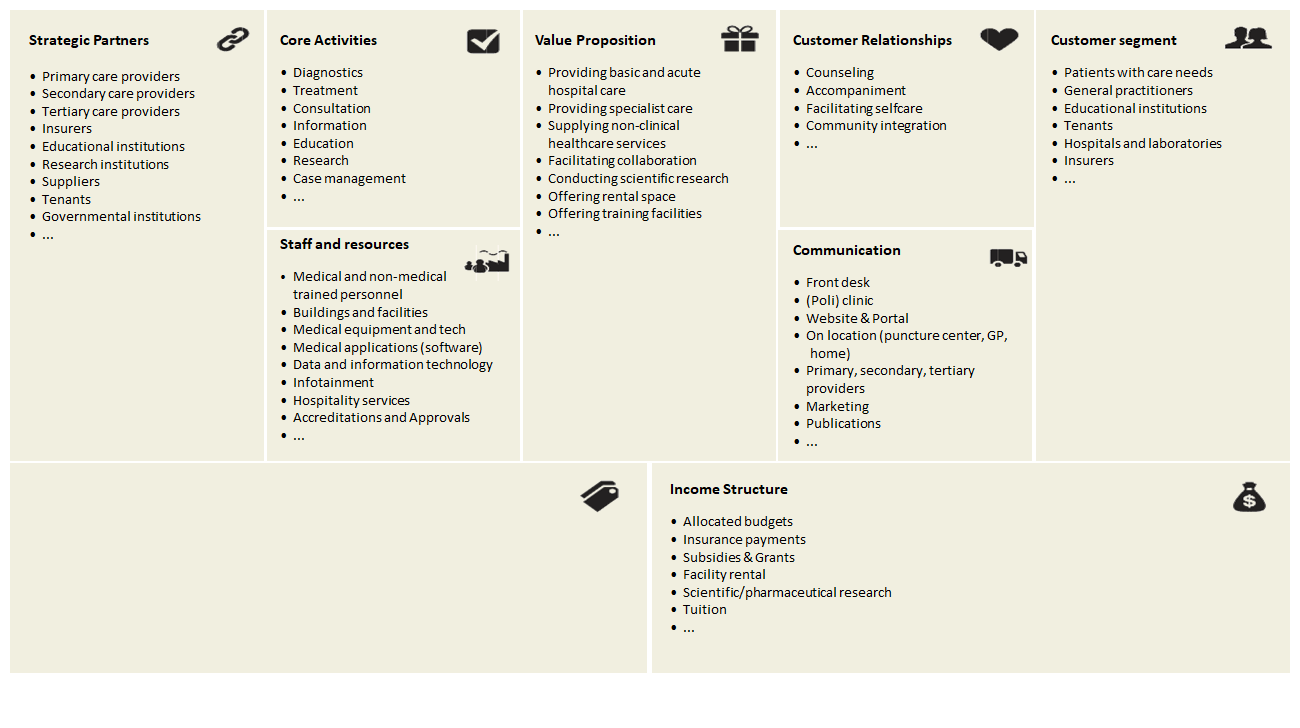 Strategic Partners
• Primary care providers
• Secondary care providers
• Tertiary care providers
• Insurers
• Educational institutions
• Research institutions
• Suppliers
• Tenants
• Governmental institutions
• ...
Core Activities
• Diagnostics
• Treatment
• Consultation
• Information
• Education
• Research
• Case management
• ...
Staff and resources
• Medical and non-medical
trained personnel
• Buildings and facilities
• Medical equipment and tech
• Medical applications (software)
• Data and information technology
• Infotainment
• Hospitality services
• Accreditations and Approvals
• ...
Value Proposition
• Providing basic and acute
hospital care
• Providing specialist care
• Supplying non-clinical
healthcare services
• Facilitating collaboration
• Conducting scientific research
• Offering rental space
• Offering training facilities
• ...
Customer Relationships
• Counseling
• Accompaniment
• Facilitating selfcare
• Community integration
• ...
Communication
• Front desk
• (Poli) clinic
• Website & Portal
• On location (puncture center, GP,
home)
• Primary, secondary, tertiary
providers
• Marketing
• Publications
• ...
Customer segment
• Patients with care needs
• General practitioners
• Educational institutions
• Tenants
• Hospitals and laboratories
• Insurers
• ...
Income Structure
• Allocated budgets
• Insurance payments
• Subsidies & Grants
• Facility rental
• Scientific/pharmaceutical research
• Tuition
• ...
$